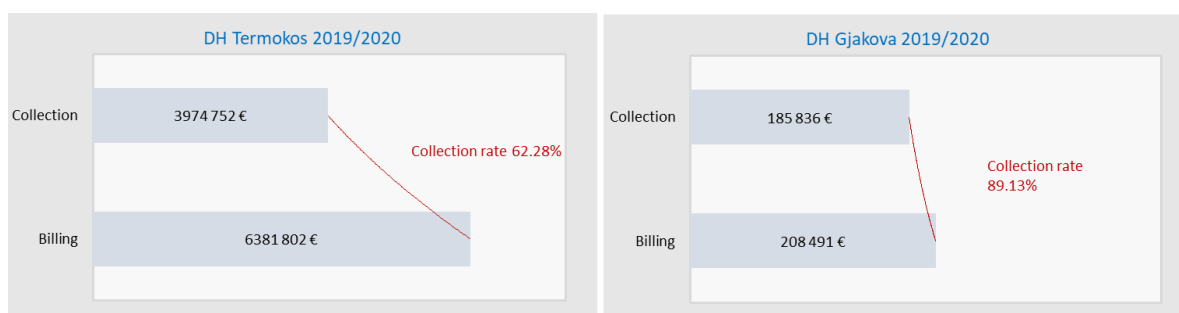 DH Termokos 2019/2020
Collection
3974 752 €
Collection rate 62.28%
Billing
6381 802 €
DH Gjakova 2019/2020
Collection
185 836 €
Collection rate
89.13%
Billing
208 491 €